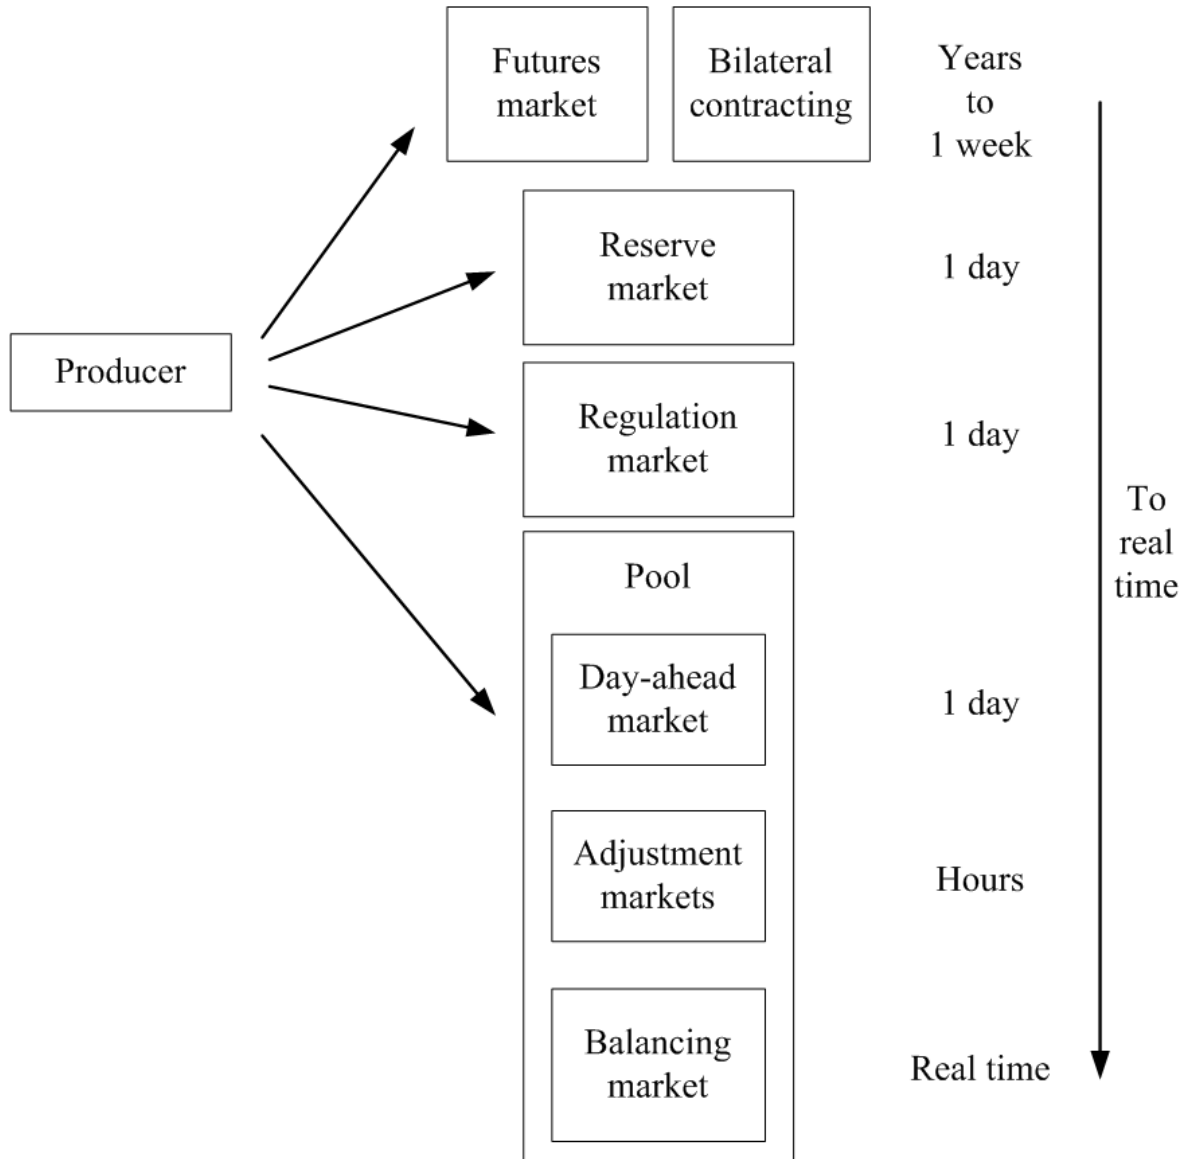 Futures
market
Bilateral
contracting
Years
to
1 week
Reserve
market
1 day
Producer
Regulation
market
1 day
To
real
time
Pool
Day-ahead
market
1 day
Adjustment
markets
Hours
Balancing
market
Real time